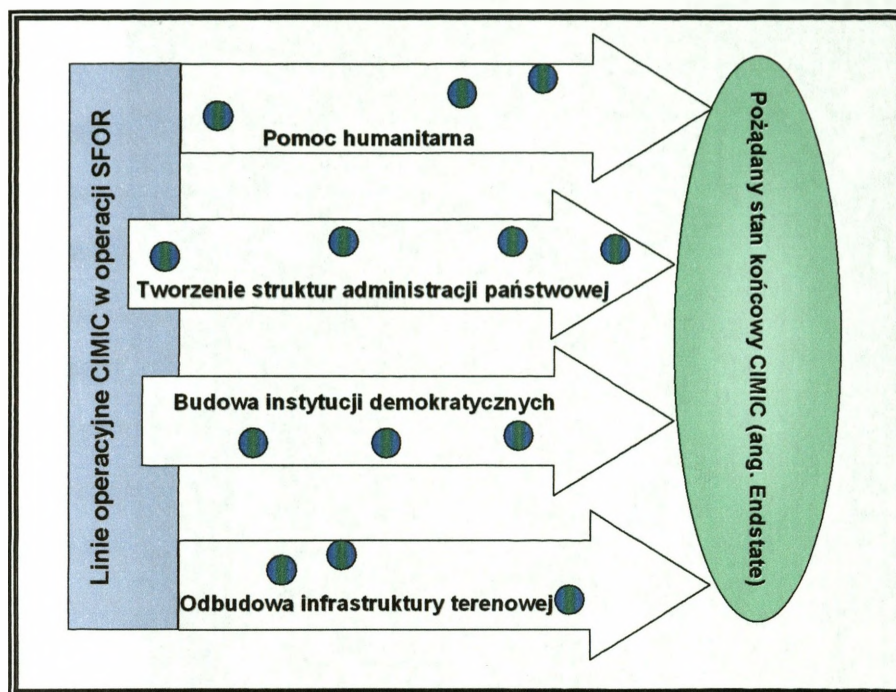 Linie operacyjne CIMIC w operacji SFOR
Pomoc humanitarna
Tworzenie struktur administracji państwowej
Budowa instytucji demokratycznych
Odbudowa infrastruktury terenowej
Pożądany stan końcowy CIMIC (ang. Endstate)